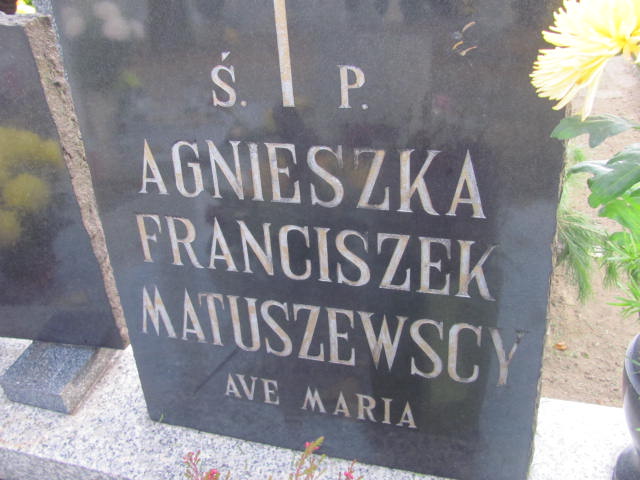 Ś. P.
AGNIESZKA
FRANCISZEK
MATUSZEWSCY
AVE MARIA